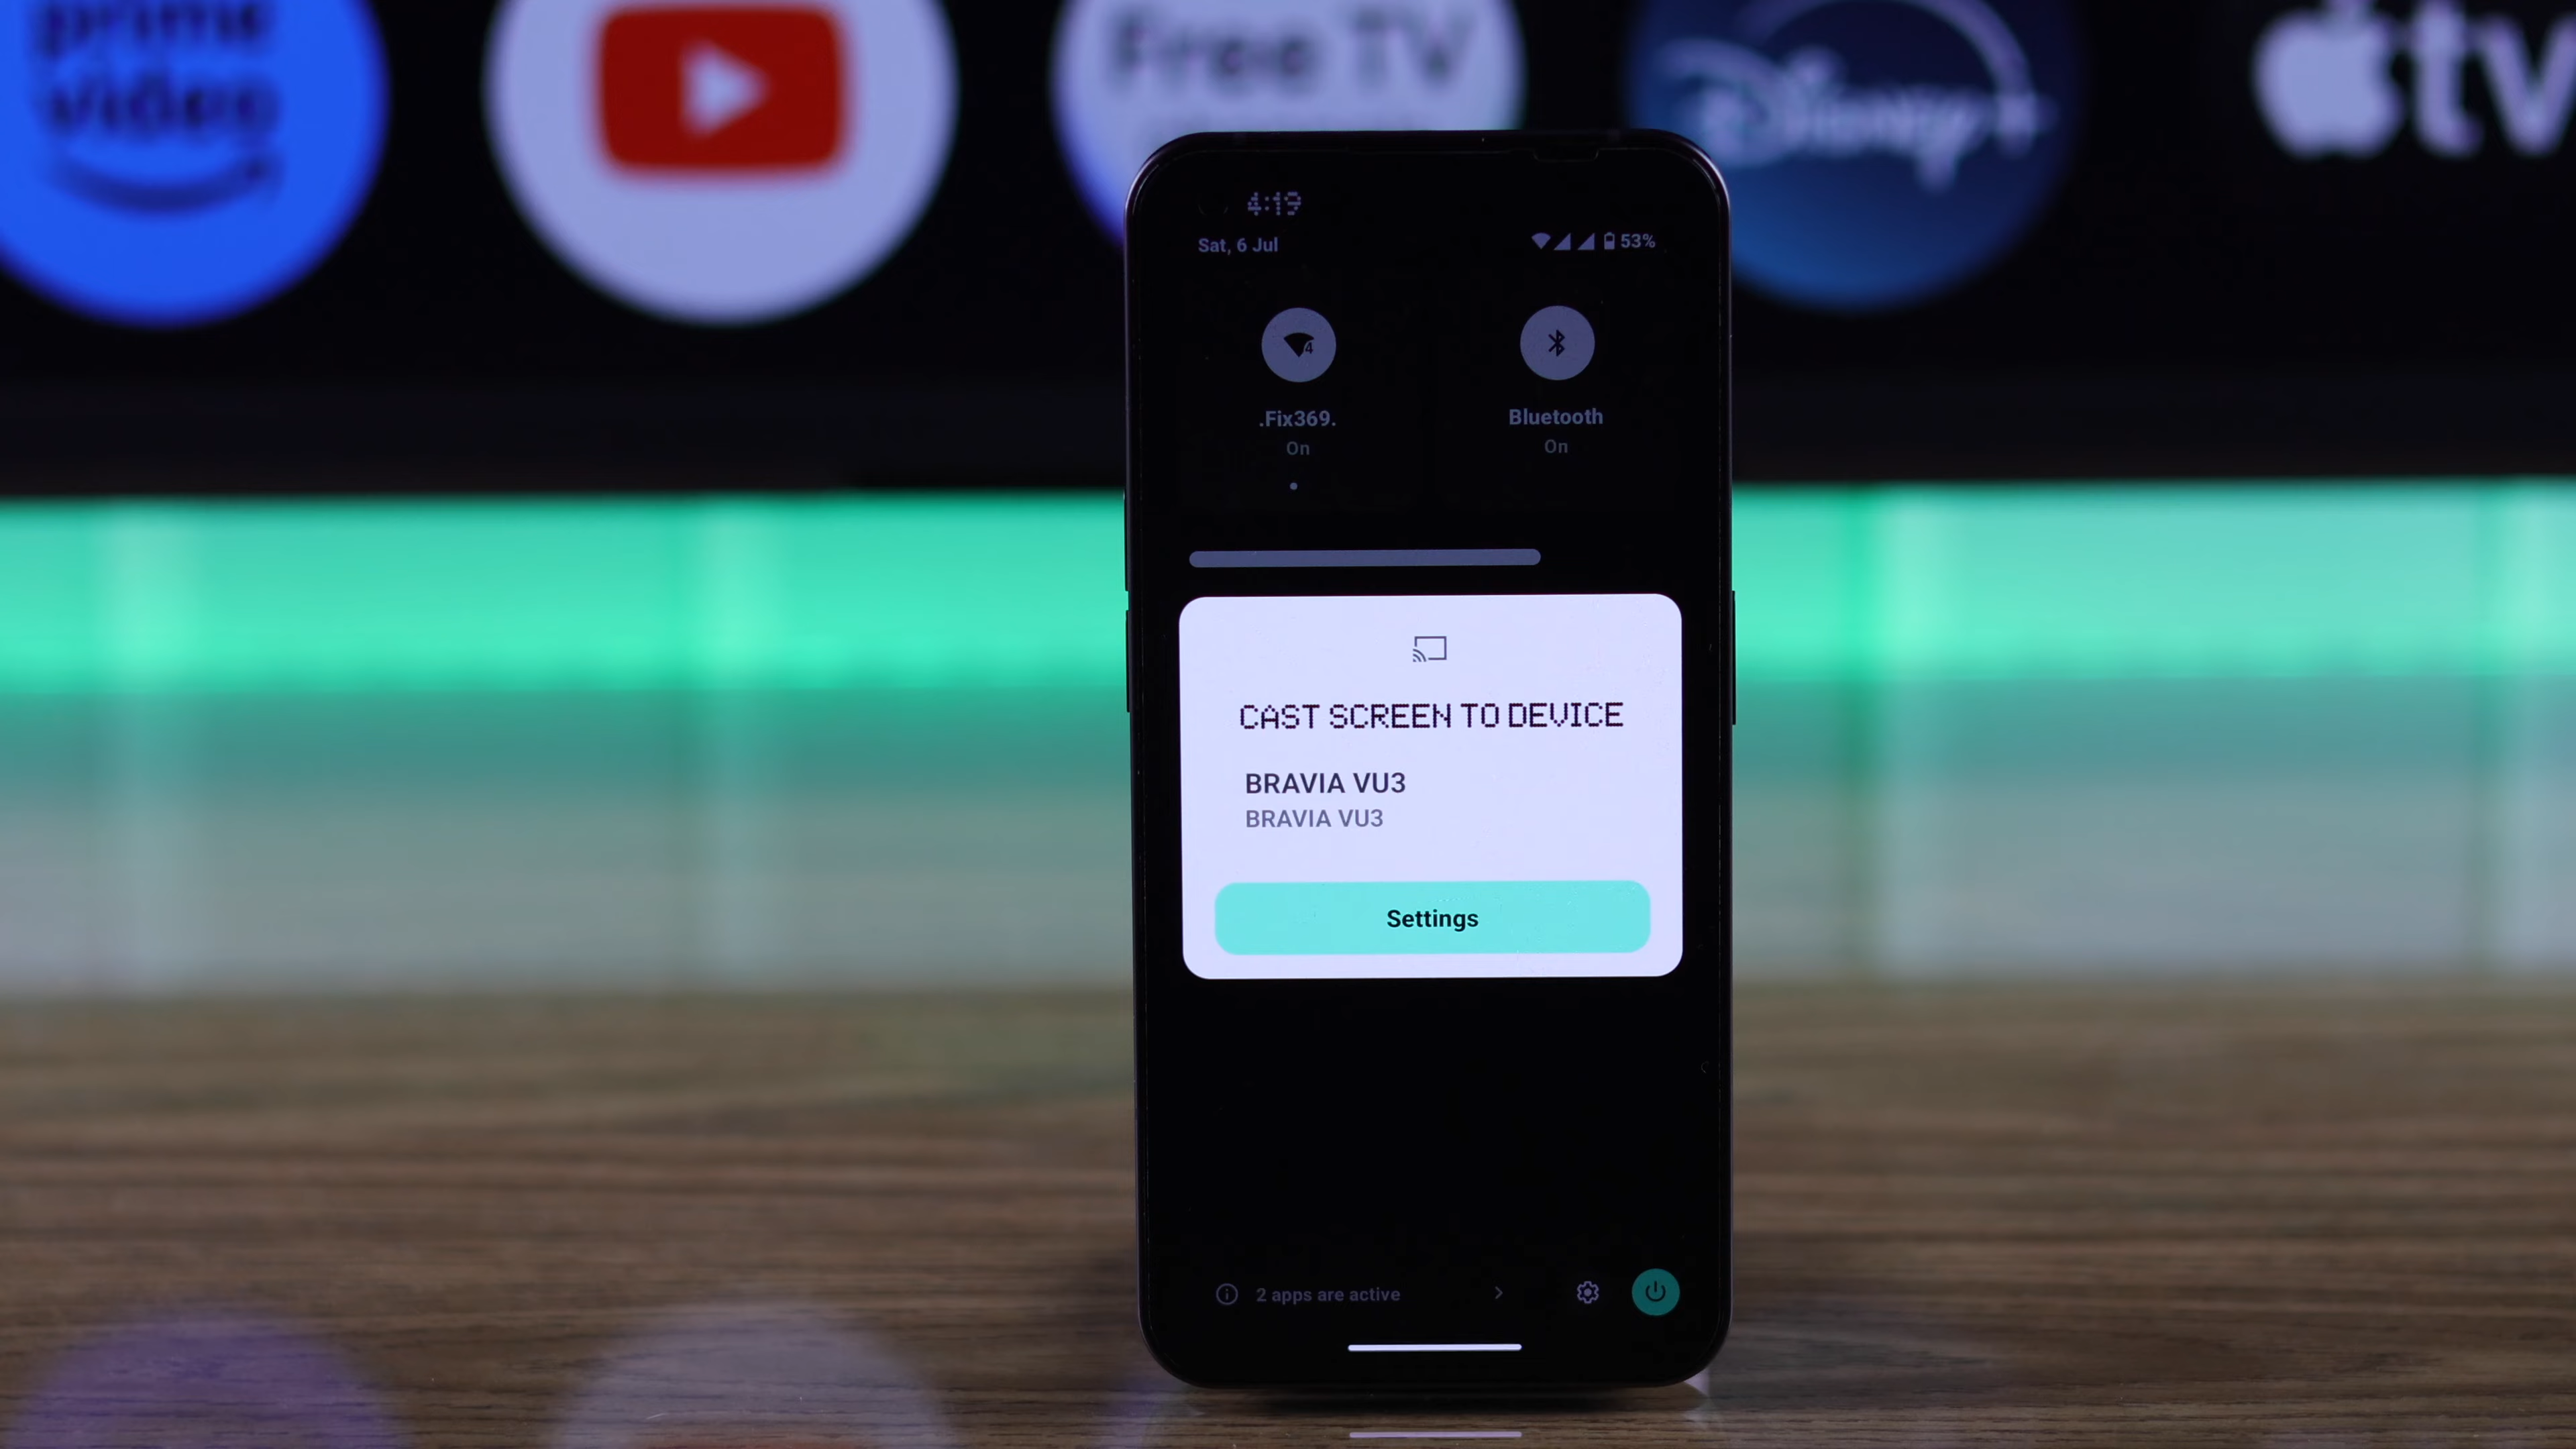 prime
video
Free TV
Disney+
tv
4:19
Sat, 6 Jul
53%
4
.Fix369.
On
Bluetooth
On
CAST SCREEN TO DEVICE
BRAVIA VU3
BRAVIA VU3
Settings
2 apps are active